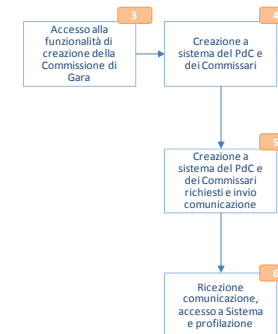 3
Accesso alla
funzionalità di
creazione della
Commissione di
Gara
4
Creazione a
sistema del PdC e
dei Commissari
5
Creazione a
sistema del PdC e
dei Commissari
richiesti e invio
comunicazione
6
Ricezione
comunicazione,
accesso a Sistema
e profilazione